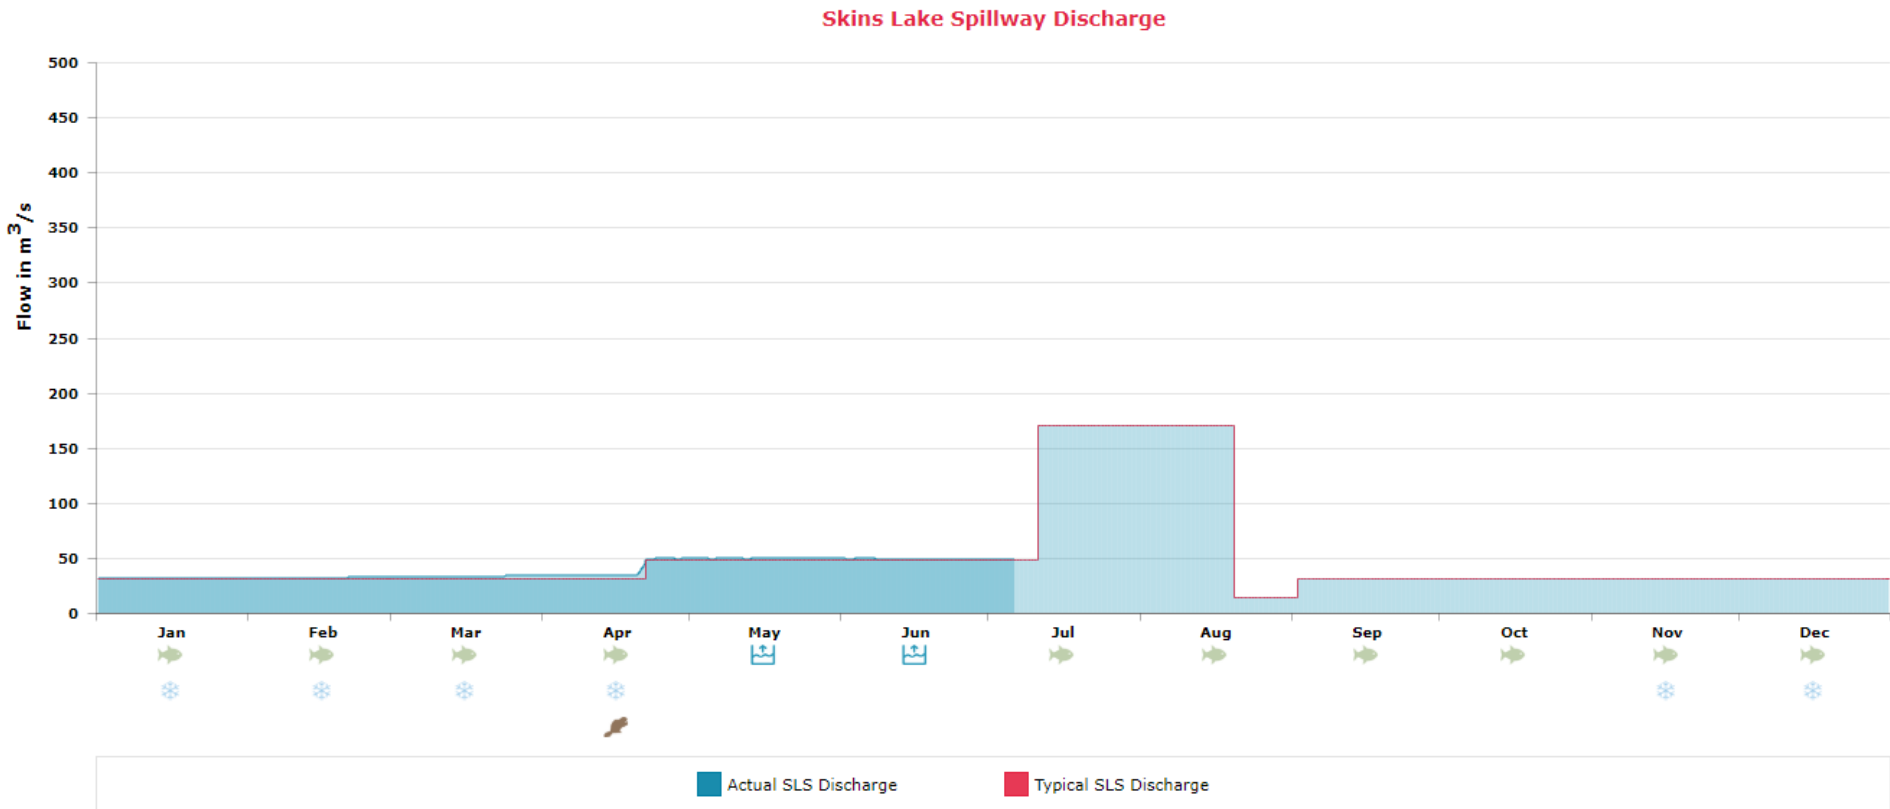 Skins Lake Spillway Discharge
500
450
400
350
300
250
200
150
100
50
0
Flow in m³/s
Jan Feb Mar Apr May Jun Jul Aug Sep Oct Nov Dec
Actual SLS Discharge Typical SLS Discharge